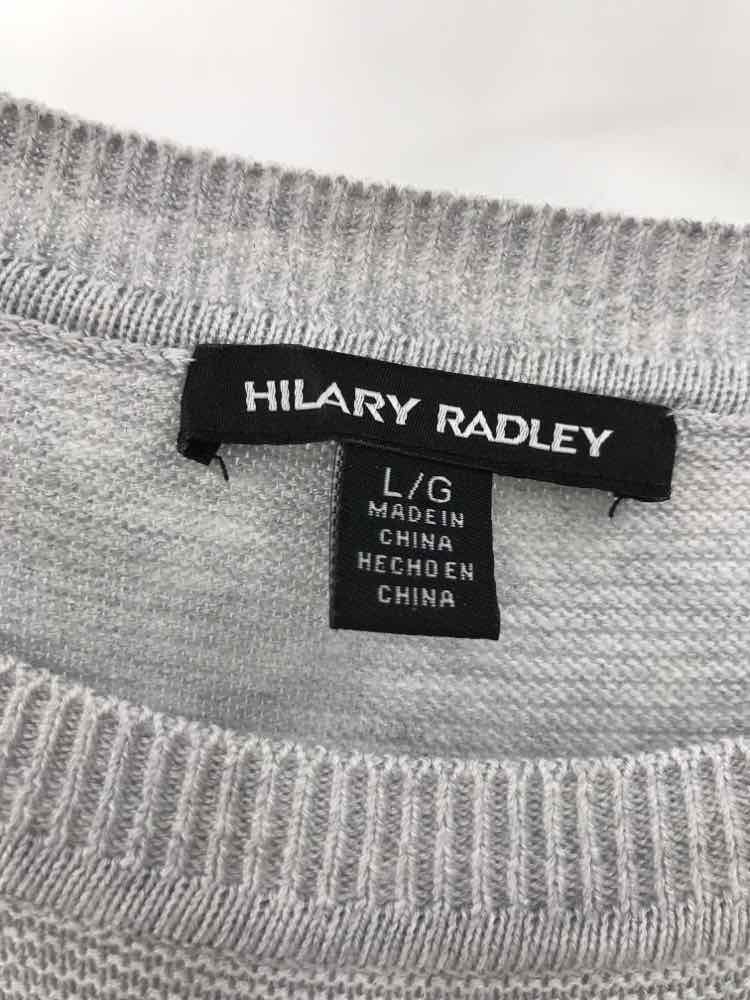 HILARY RADLEY
L/G
MADE IN
CHINA
HECHO EN
CHINA